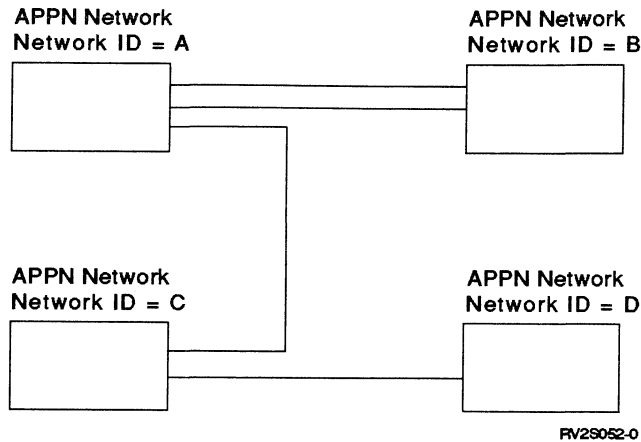 APPN Network
Network ID = A
APPN Network
Network ID = B
APPN Network
Network ID = C
APPN Network
Network ID = D
RV2S052-0